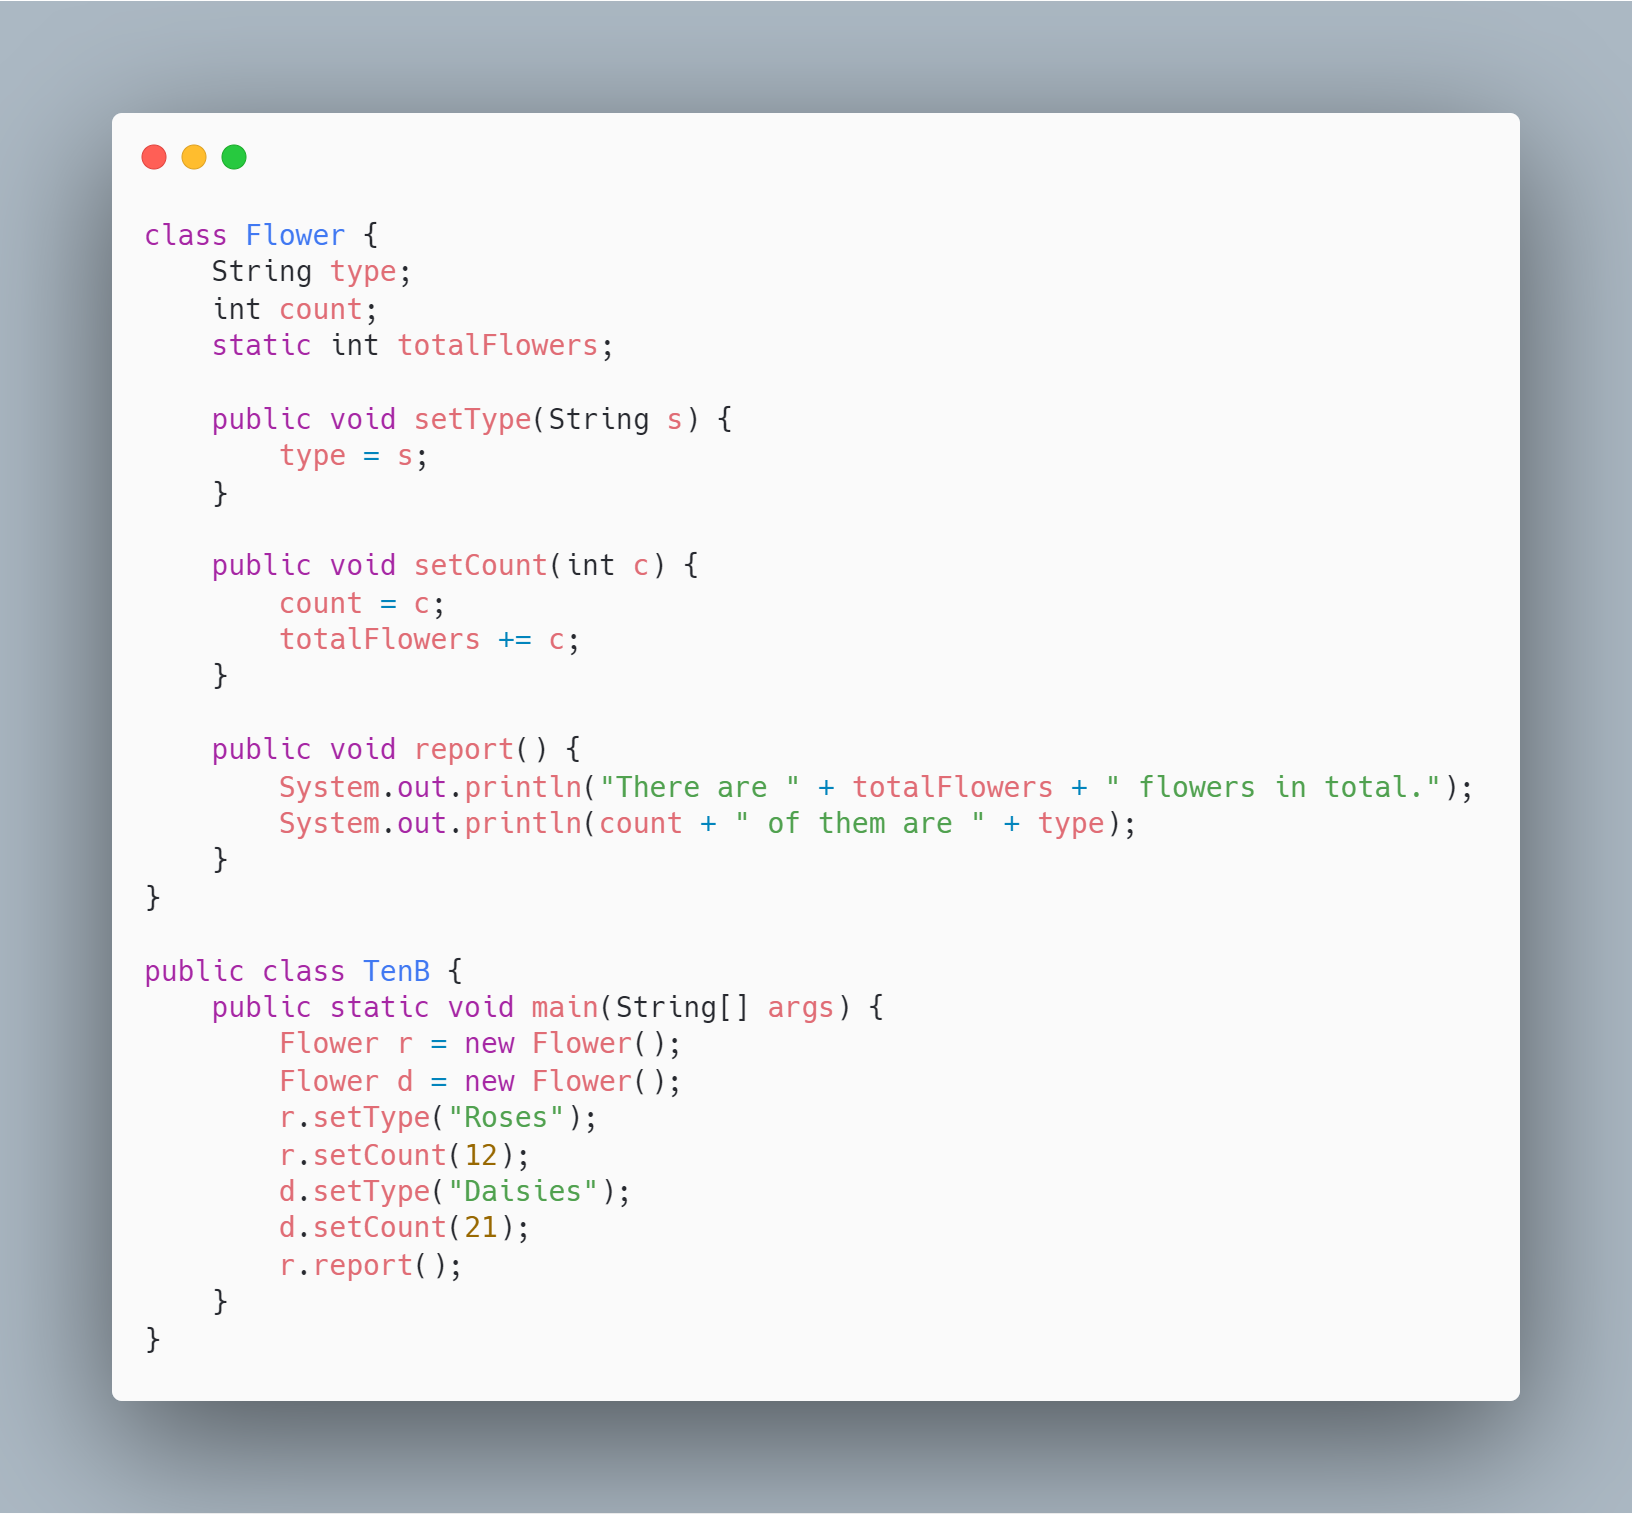 class Flower {
    String type;
    int count;
    static int totalFlowers;

    public void setType(String s) {
        type = s;
    }

    public void setCount(int c) {
        count = c;
        totalFlowers += c;
    }

    public void report() {
        System.out.println("There are " + totalFlowers + " flowers in total.");
        System.out.println(count + " of them are " + type);
    }
}

public class TenB {
    public static void main(String[] args) {
        Flower r = new Flower();
        Flower d = new Flower();
        r.setType("Roses");
        r.setCount(12);
        d.setType("Daisies");
        d.setCount(21);
        r.report();
    }
}